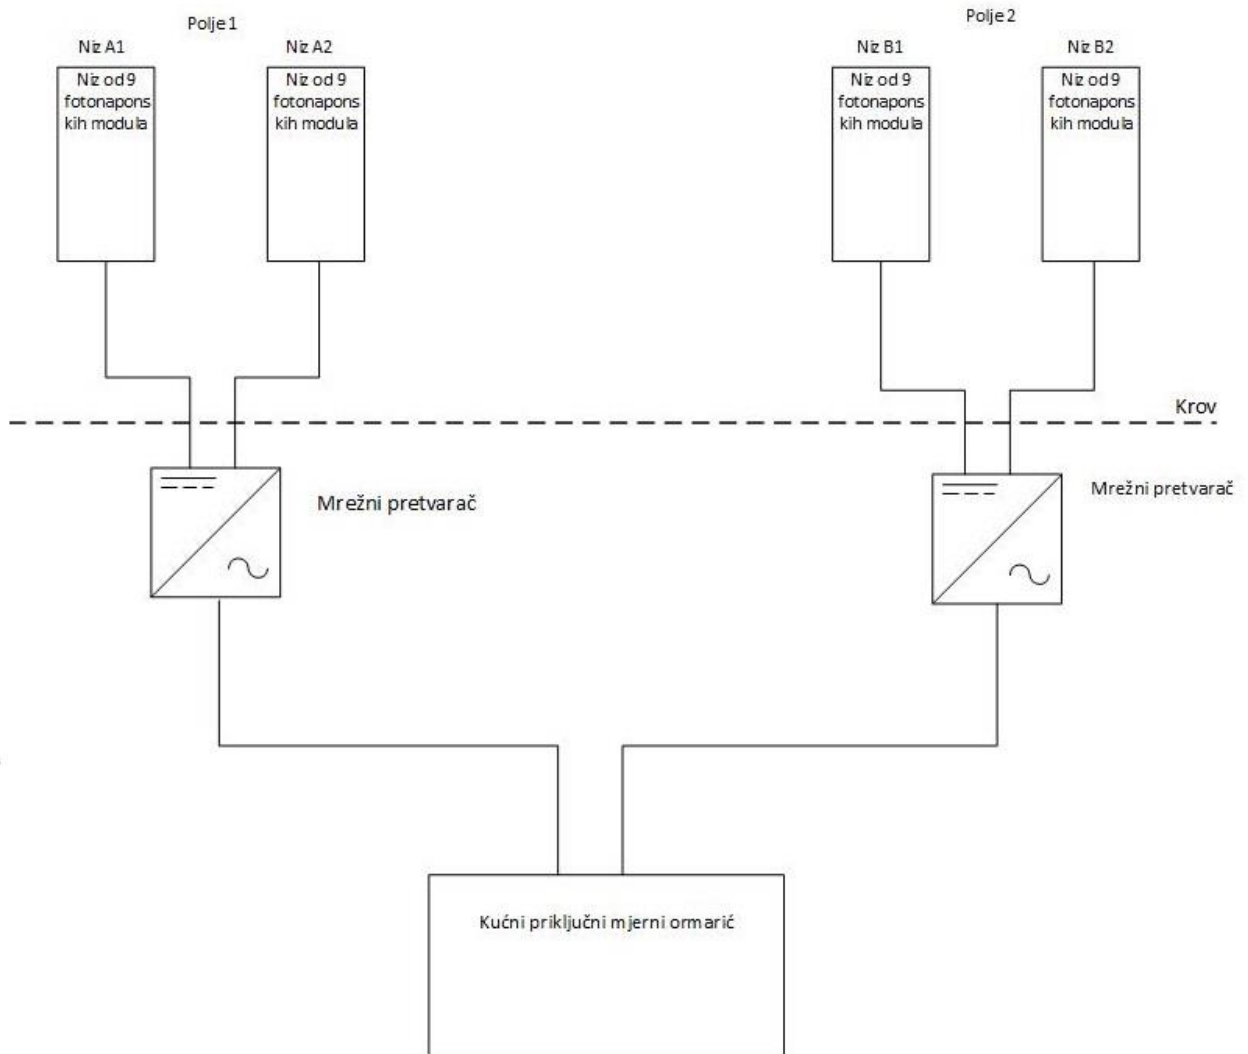 Polje 1
Polje 2
Niz A1
Niz A2
Niz B1
Niz B2
Niz od 9
fotonapons
kih modula
Niz od 9
fotonapons
kih modula
Niz od 9
fotonapons
kih modula
Niz od 9
fotonapons
kih modula
Krov
Mrežni pretvarač
Mrežni pretvarač
Kućni priključni mjerni ormarić